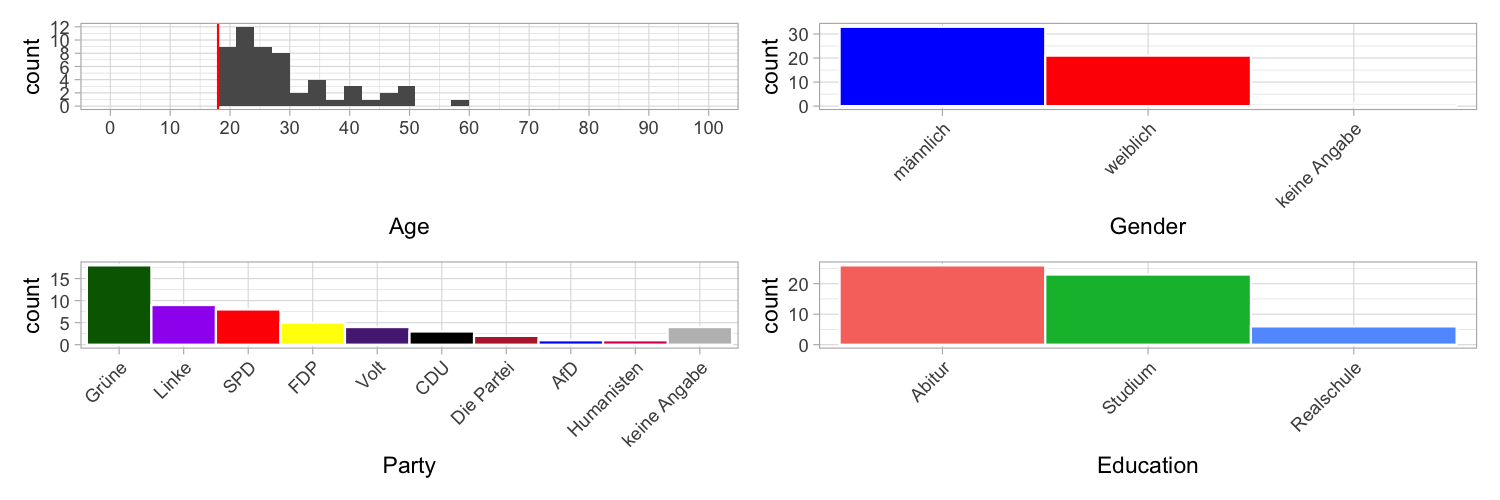 count
12
10
8
6
4
2
0
0 10 20 30 40 50 60 70 80 90 100
Age
count
30
20
10
0
männlich
weiblich
keine Angabe
Gender
count
15
10
5
0
Grüne
Linke
SPD
FDP
Volt
CDU
Die Partei
AfD
Humanisten
keine Angabe
Party
count
20
10
0
Abitur
Studium
Realschule
Education